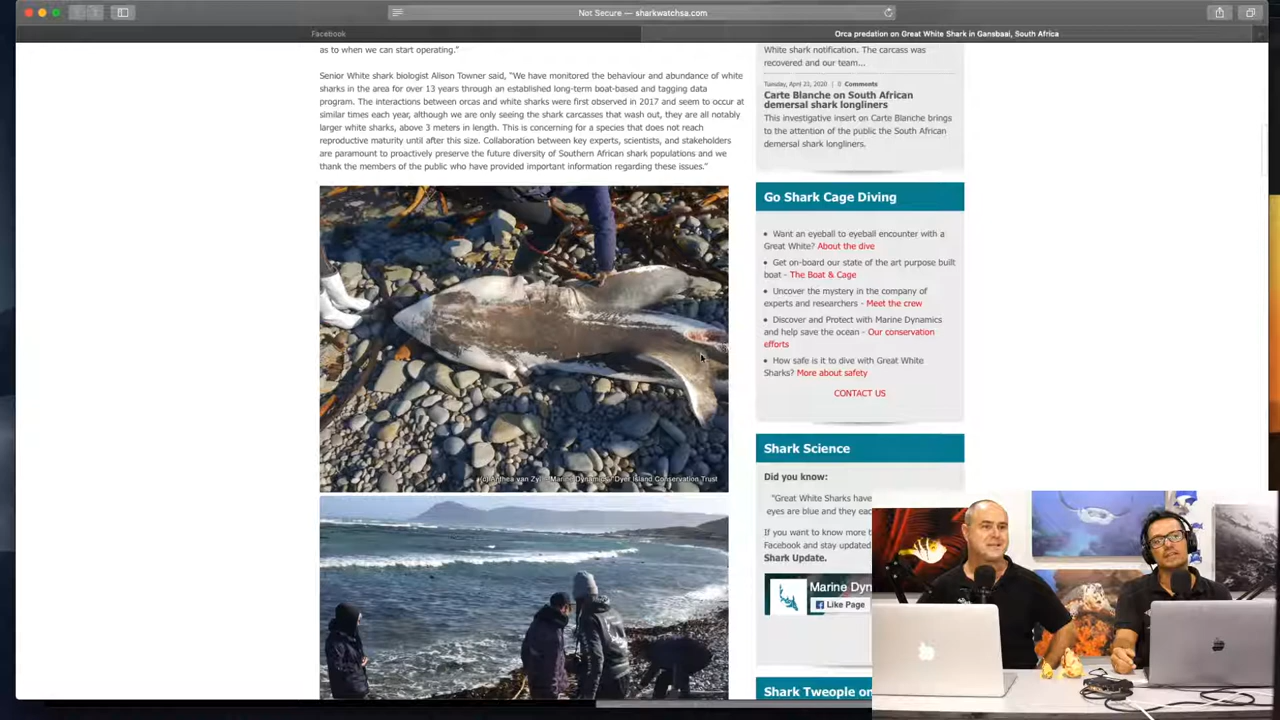 Not Secure — sharkwatchsa.com
Facebook
Orca predation on Great White Shark in Gansbaai, South Africa
as to when we can start operating."
Senior White shark biologist Alison Towner said, "We have monitored the behaviour and abundance of white
sharks in the area for over 13 years through an established long-term boat-based and tagging data
program. The interactions between orcas and white sharks were first observed in 2017 and seem to occur at
similar times each year, although we are only seeing the shark carcasses that wash out, they are all notably
larger white sharks, above 3 meters in length. This is concerning for a species that does not reach
reproductive maturity until after this size. Collaboration between key experts, scientists, and stakeholders
are paramount to proactively preserve the future diversity of Southern African shark populations and we
thank the members of the public who have provided important information regarding these issues."
(c) Anthea van Zyl - Marine Dynamics / Dyer Island Conservation Trust
White shark notification. The carcass was
recovered and our team...
2020 | 0 Comments
Carte Blanche on South African
demersal shark longliners
This investigative insert on Carte Blanche brings
to the attention of the public the South African
demersal shark longliners.
Go Shark Cage Diving
• Want an eyeball to eyeball encounter with a
Great White? About the dive
• Get on-board our state of the art purpose built
boat - The Boat & Cage
• Uncover the mystery in the company of
experts and researchers - Meet the crew
• Discover and Protect with Marine Dynamics
and help save the ocean - Our conservation
efforts
• How safe is it to dive with Great White
Sharks? More about safety
CONTACT US
Shark Science
Did you know:
"Great White Sharks have
eyes are blue and they
If you want to know more
Facebook and stay updated
Shark Update.
Marine Dyn
Like Page
Shark Tweople on